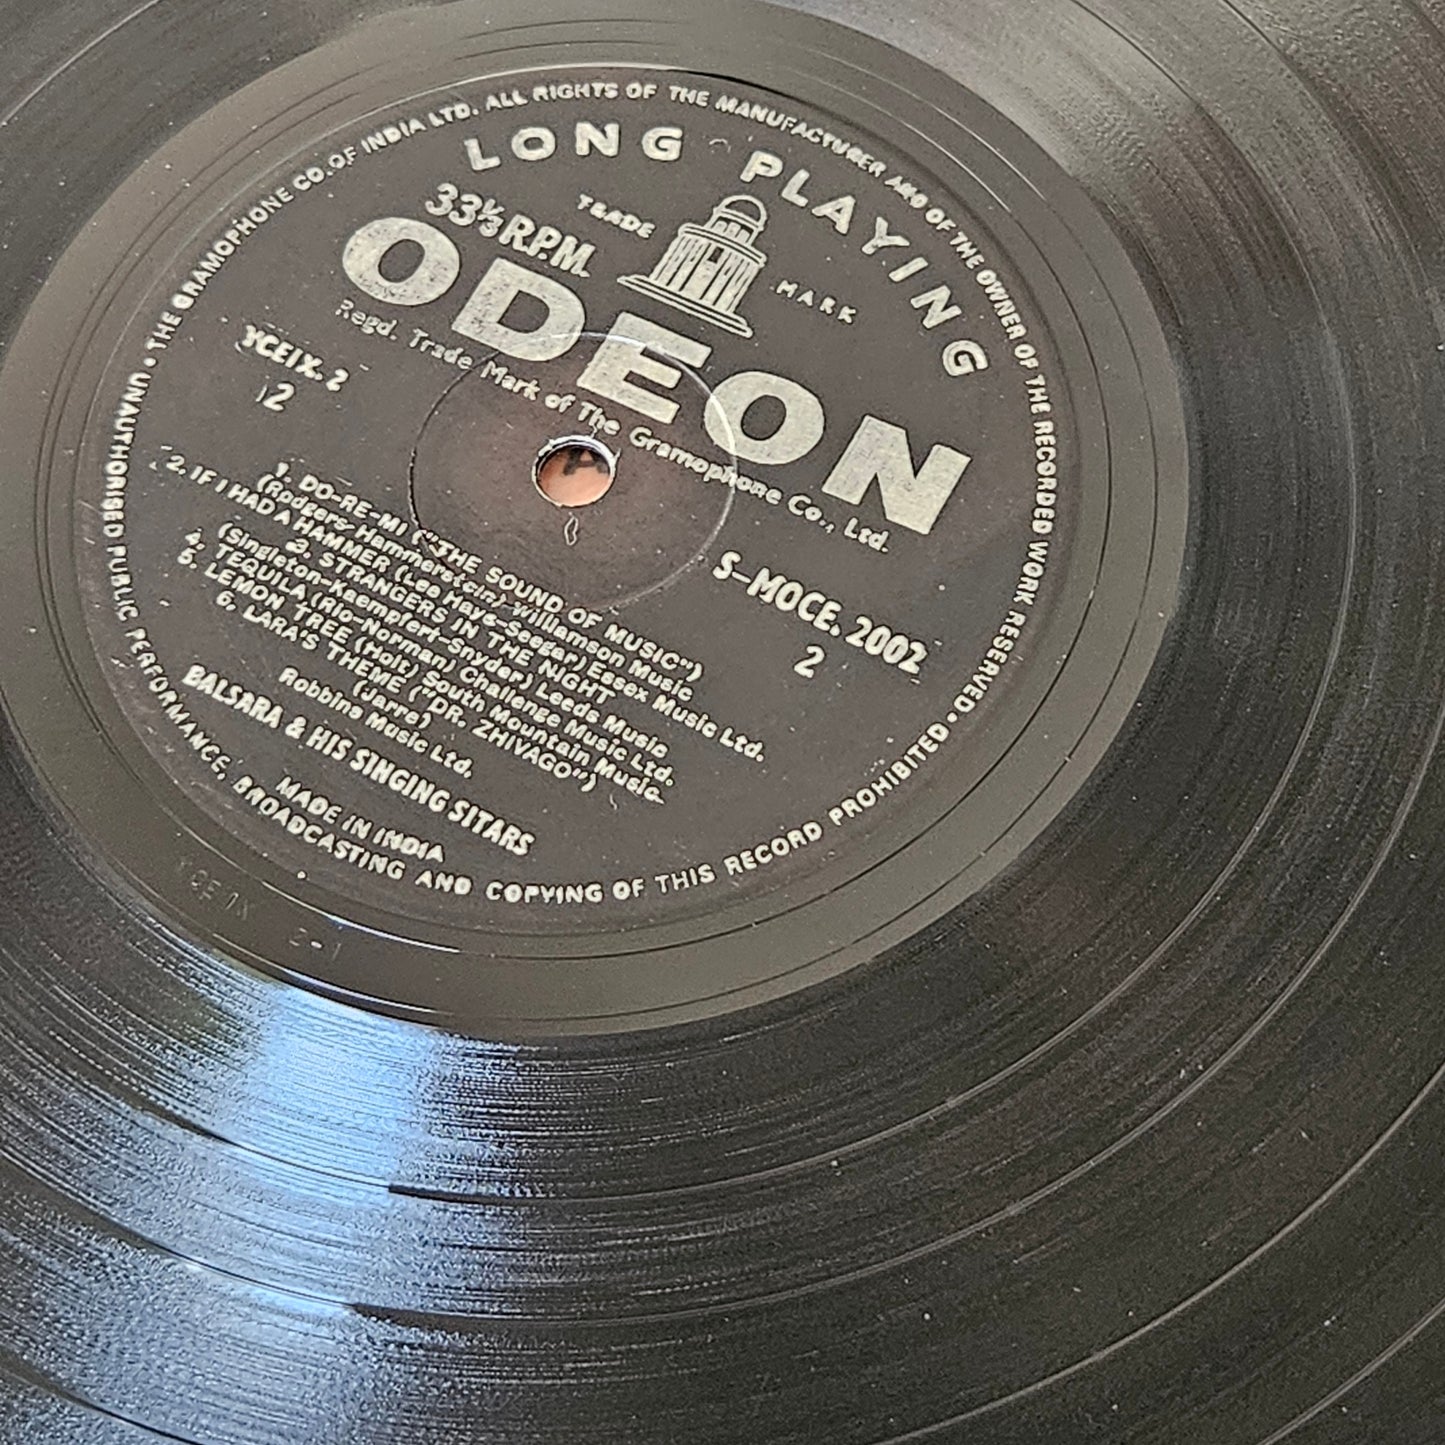 • THE GRAMOPHONE CO. OF INDIA LTD. ALL RIGHTS OF THE MANUFACTURER AND OF THE OWNER OF THE RECORDED WORK RESERVED •
UNAUTHORISED PUBLIC PERFORMANCE, BROADCASTING AND COPYING OF THIS RECORD PROHIBITED
LONG PLAYING
33⅓ R.P.M.
TRADE MARK
ODEON
Regd. Trade Mark of The Gramophone Co., Ltd.
YCEIX. 2
2
S-MOCE. 2002
2
1. DO-RE-MI ("THE SOUND OF MUSIC")
(Rodgers-Hammerstein) Williamson Music
2. IF I HAD A HAMMER (Lee Hays-Seegar) Essex Music Ltd.
3. STRANGERS IN THE NIGHT
(Singleton-Kaempfert-Snyder) Leeds Music
4. TEQUILA (Rio-Norman) Challenge Music Ltd.
5. LEMON TREE (Holt) South Mountain Music
6. LARA'S THEME ("DR. ZHIVAGO")
(Jarre)
Robbins Music Ltd.
BALSARA & HIS SINGING SITARS
MADE IN INDIA